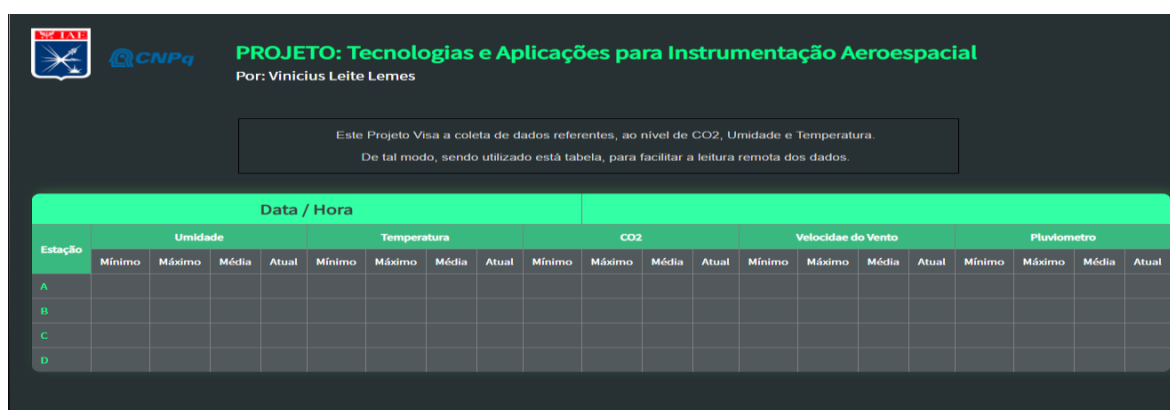 IAE
CNPq
PROJETO: Tecnologias e Aplicações para Instrumentação Aeroespacial
Por: Vinicius Leite Lemes
Este Projeto Visa a coleta de dados referentes, ao nível de CO2, Umidade e Temperatura.
De tal modo, sendo utilizado está tabela, para facilitar a leitura remota dos dados.
Data / Hora
Estação Umidade Temperatura CO2 Velocidae do Vento Pluviometro
Mínimo Máximo Média Atual Mínimo Máximo Média Atual Mínimo Máximo Média Atual Mínimo Máximo Média Atual Mínimo Máximo Média Atual
A
B
C
D